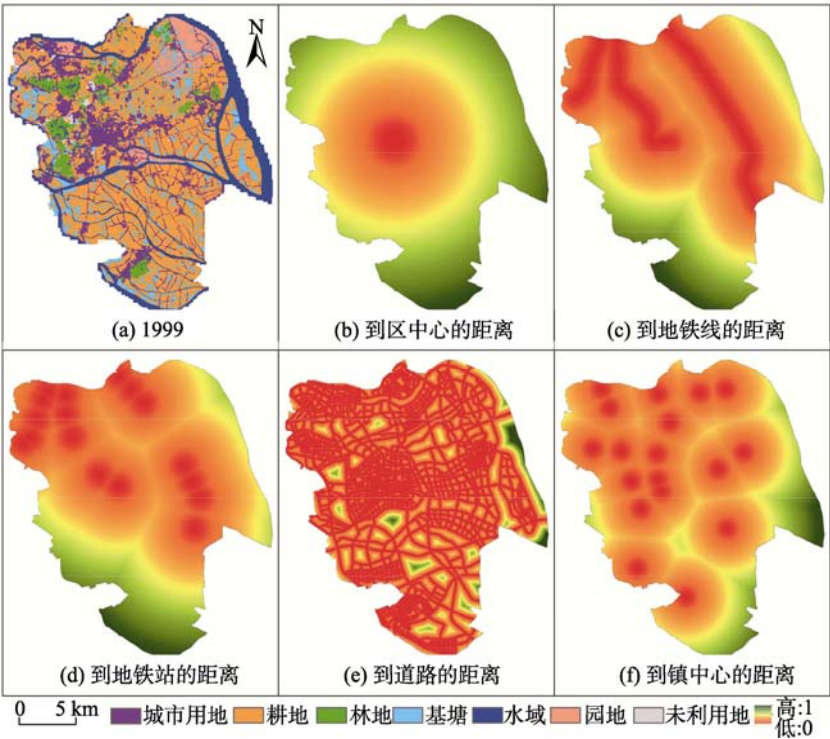 N
(a) 1999
(b) 到区中心的距离
(c) 到地铁线的距离
(d) 到地铁站的距离
(e) 到道路的距离
(f) 到镇中心的距离
0 5 km 城市用地 耕地 林地 基塘 水域 园地 未利用地 高:1
低:0